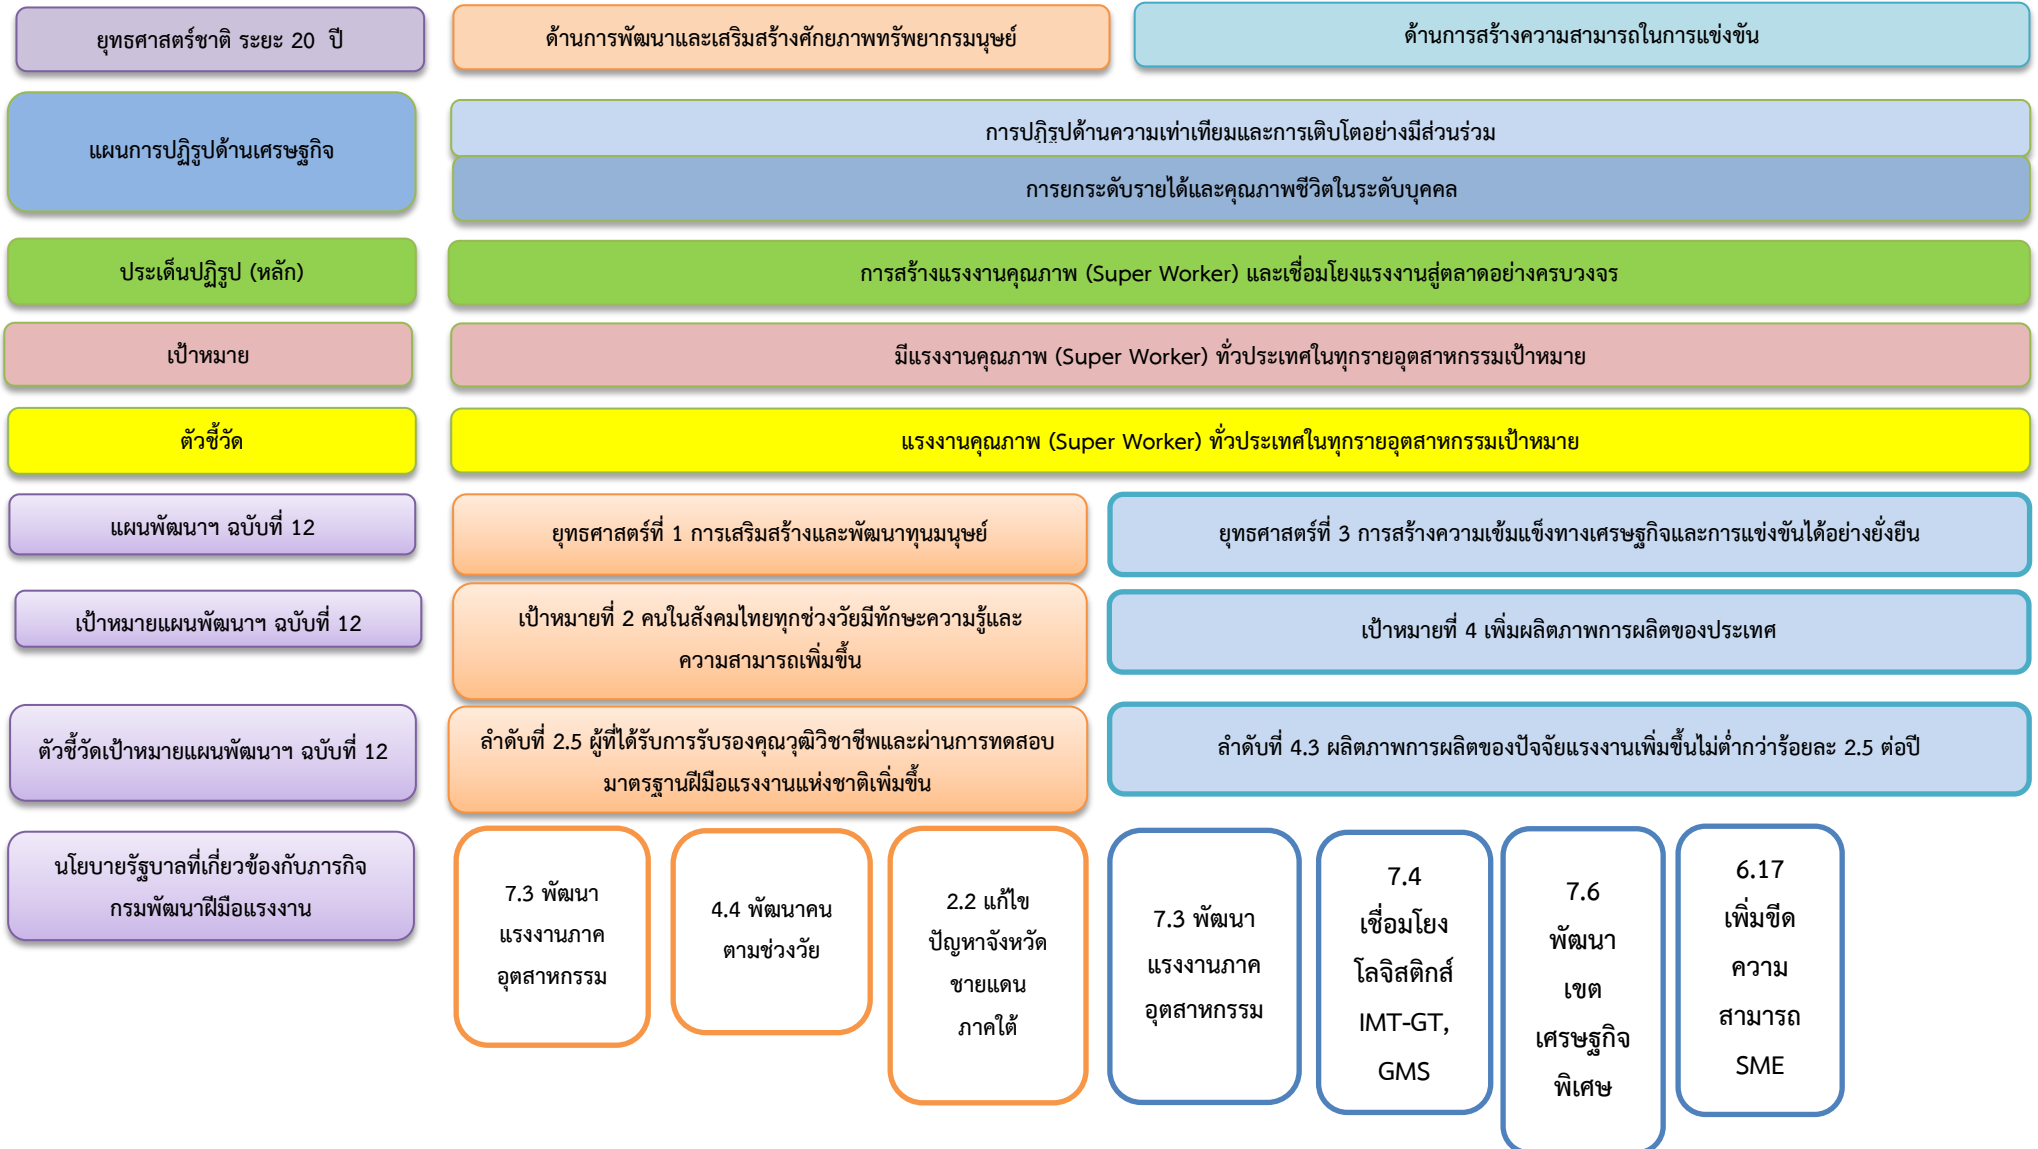 ยุทธศาสตร์ชาติ ระยะ 20 ปี
ด้านการพัฒนาและเสริมสร้างศักยภาพทรัพยากรมนุษย์
ด้านการสร้างความสามารถในการแข่งขัน
แผนการปฏิรูปด้านเศรษฐกิจ
การปฏิรูปด้านความเท่าเทียมและการเติบโตอย่างมีส่วนร่วม
การยกระดับรายได้และคุณภาพชีวิตในระดับบุคคล
ประเด็นปฏิรูป (หลัก)
การสร้างแรงงานคุณภาพ (Super Worker) และเชื่อมโยงแรงงานสู่ตลาดอย่างครบวงจร
เป้าหมาย
มีแรงงานคุณภาพ (Super Worker) ทั่วประเทศในทุกรายอุตสาหกรรมเป้าหมาย
ตัวชี้วัด
แรงงานคุณภาพ (Super Worker) ทั่วประเทศในทุกรายอุตสาหกรรมเป้าหมาย
แผนพัฒนาฯ ฉบับที่ 12
ยุทธศาสตร์ที่ 1 การเสริมสร้างและพัฒนาทุนมนุษย์
ยุทธศาสตร์ที่ 3 การสร้างความเข้มแข็งทางเศรษฐกิจและการแข่งขันได้อย่างยั่งยืน
เป้าหมายแผนพัฒนาฯ ฉบับที่ 12
เป้าหมายที่ 2 คนในสังคมไทยทุกช่วงวัยมีทักษะความรู้และ
ความสามารถเพิ่มขึ้น
เป้าหมายที่ 4 เพิ่มผลิตภาพการผลิตของประเทศ
ตัวชี้วัดเป้าหมายแผนพัฒนาฯ ฉบับที่ 12
ลำดับที่ 2.5 ผู้ที่ได้รับการรับรองคุณวุฒิวิชาชีพและผ่านการทดสอบ
มาตรฐานฝีมือแรงงานแห่งชาติเพิ่มขึ้น
ลำดับที่ 4.3 ผลิตภาพการผลิตของปัจจัยแรงงานเพิ่มขึ้นไม่ต่ำกว่าร้อยละ 2.5 ต่อปี
นโยบายรัฐบาลที่เกี่ยวข้องกับภารกิจ
กรมพัฒนาฝีมือแรงงาน
7.3 พัฒนา
แรงงานภาค
อุตสาหกรรม
4.4 พัฒนาคน
ตามช่วงวัย
2.2 แก้ไข
ปัญหาจังหวัด
ชายแดน
ภาคใต้
7.3 พัฒนา
แรงงานภาค
อุตสาหกรรม
7.4
เชื่อมโยง
โลจิสติกส์
IMT-GT,
GMS
7.6
พัฒนา
เขต
เศรษฐกิจ
พิเศษ
6.17
เพิ่มขีด
ความ
สามารถ
SME